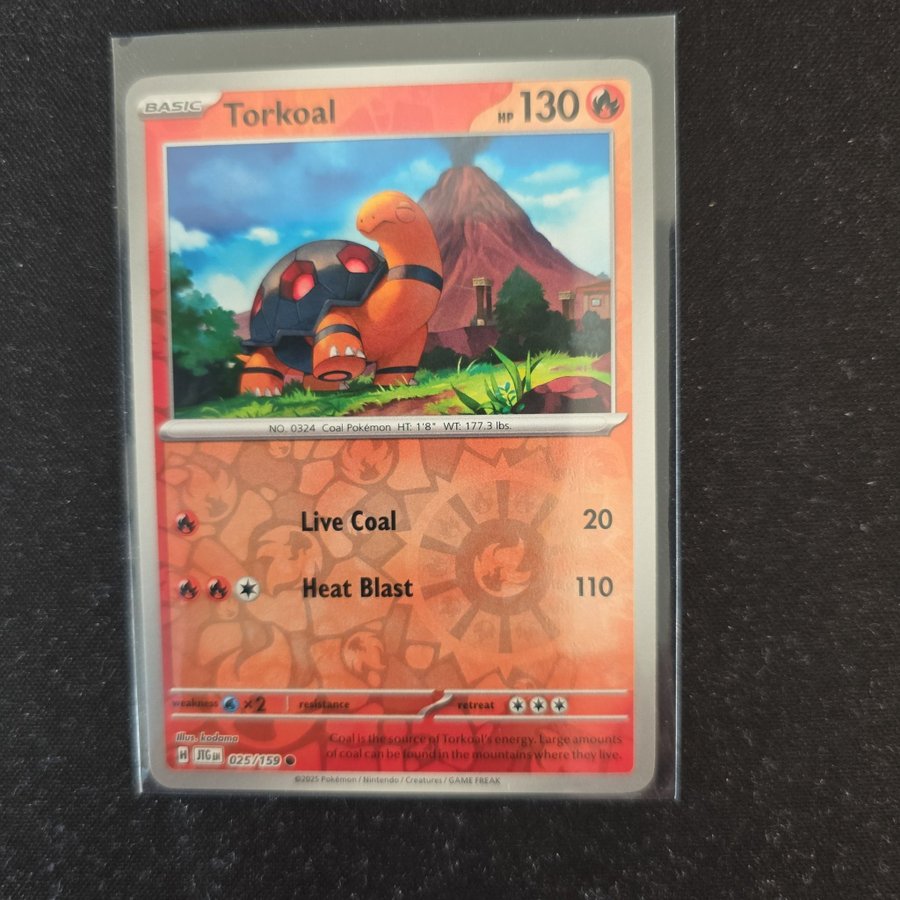 BASIC Torkoal HP 130
NO. 0324 Coal Pokémon HT: 1'8" WT: 177.3 lbs.
Live Coal 20
Heat Blast 110
weakness ×2 resistance retreat
Illus. kodama
Coal is the source of Torkoal's energy. Large amounts
of coal can be found in the mountains where they live.
H JTG EN 025/159
©2025 Pokémon / Nintendo / Creatures / GAME FREAK